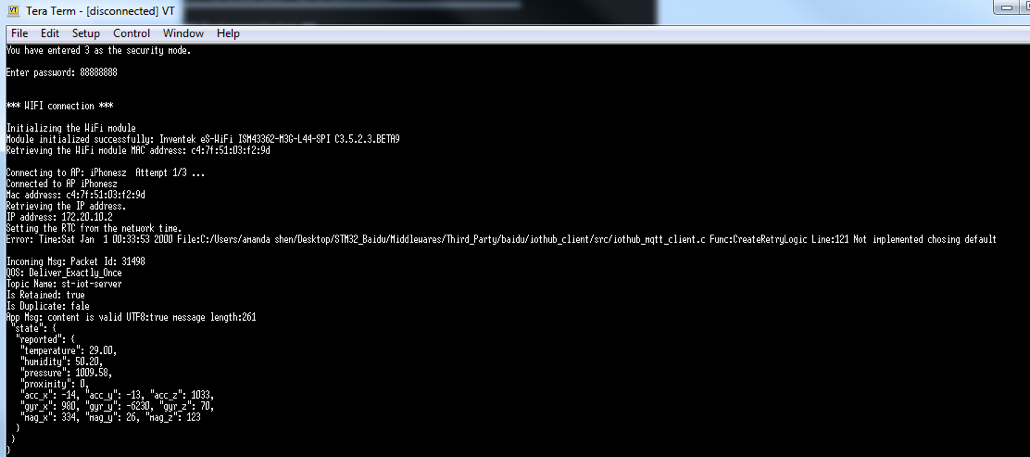 Tera Term - [disconnected] VT
File Edit Setup Control Window Help
You have entered 3 as the security mode.
Enter password: 88888888
*** WIFI connection ***
Initializing the WiFi module
Module initialized successfully: Inventek eS-WiFi ISM43362-M3G-L44-SPI C3.5.2.3.BETA9
Retrieving the WiFi module MAC address: c4:7f:51:03:f2:9d
Connecting to AP: iPhonesz  Attempt 1/3 ...
Connected to AP iPhonesz
Mac address: c4:7f:51:03:f2:9d
Retrieving the IP address.
IP address: 172.20.10.2
Setting the RTC from the network time.
Error: Time:Sat Jan  1 00:33:53 2000 File:C:/Users/amanda shen/Desktop/STM32_Baidu/Middlewares/Third_Party/baidu/iothub_client/src/iothub_mqtt_client.c Func:CreateRetryLogic Line:121 Not implemented chosing default
Incoming Msg: Packet Id: 31498
QOS: Deliver_Exactly_Once
Topic Name: st-iot-server
Is Retained: true
Is Duplicate: fale
App Msg: content is valid UTF8:true message length:261
"state": {
"reported": {
"temperature": 29.00,
"humidity": 50.20,
"pressure": 1009.58,
"proximity": 0,
"acc_x": -14, "acc_y": -13, "acc_z": 1033,
"gyr_x": 980, "gyr_y": -6230, "gyr_z": 70,
"mag_x": 334, "mag_y": 26, "mag_z": 123
}
}
}